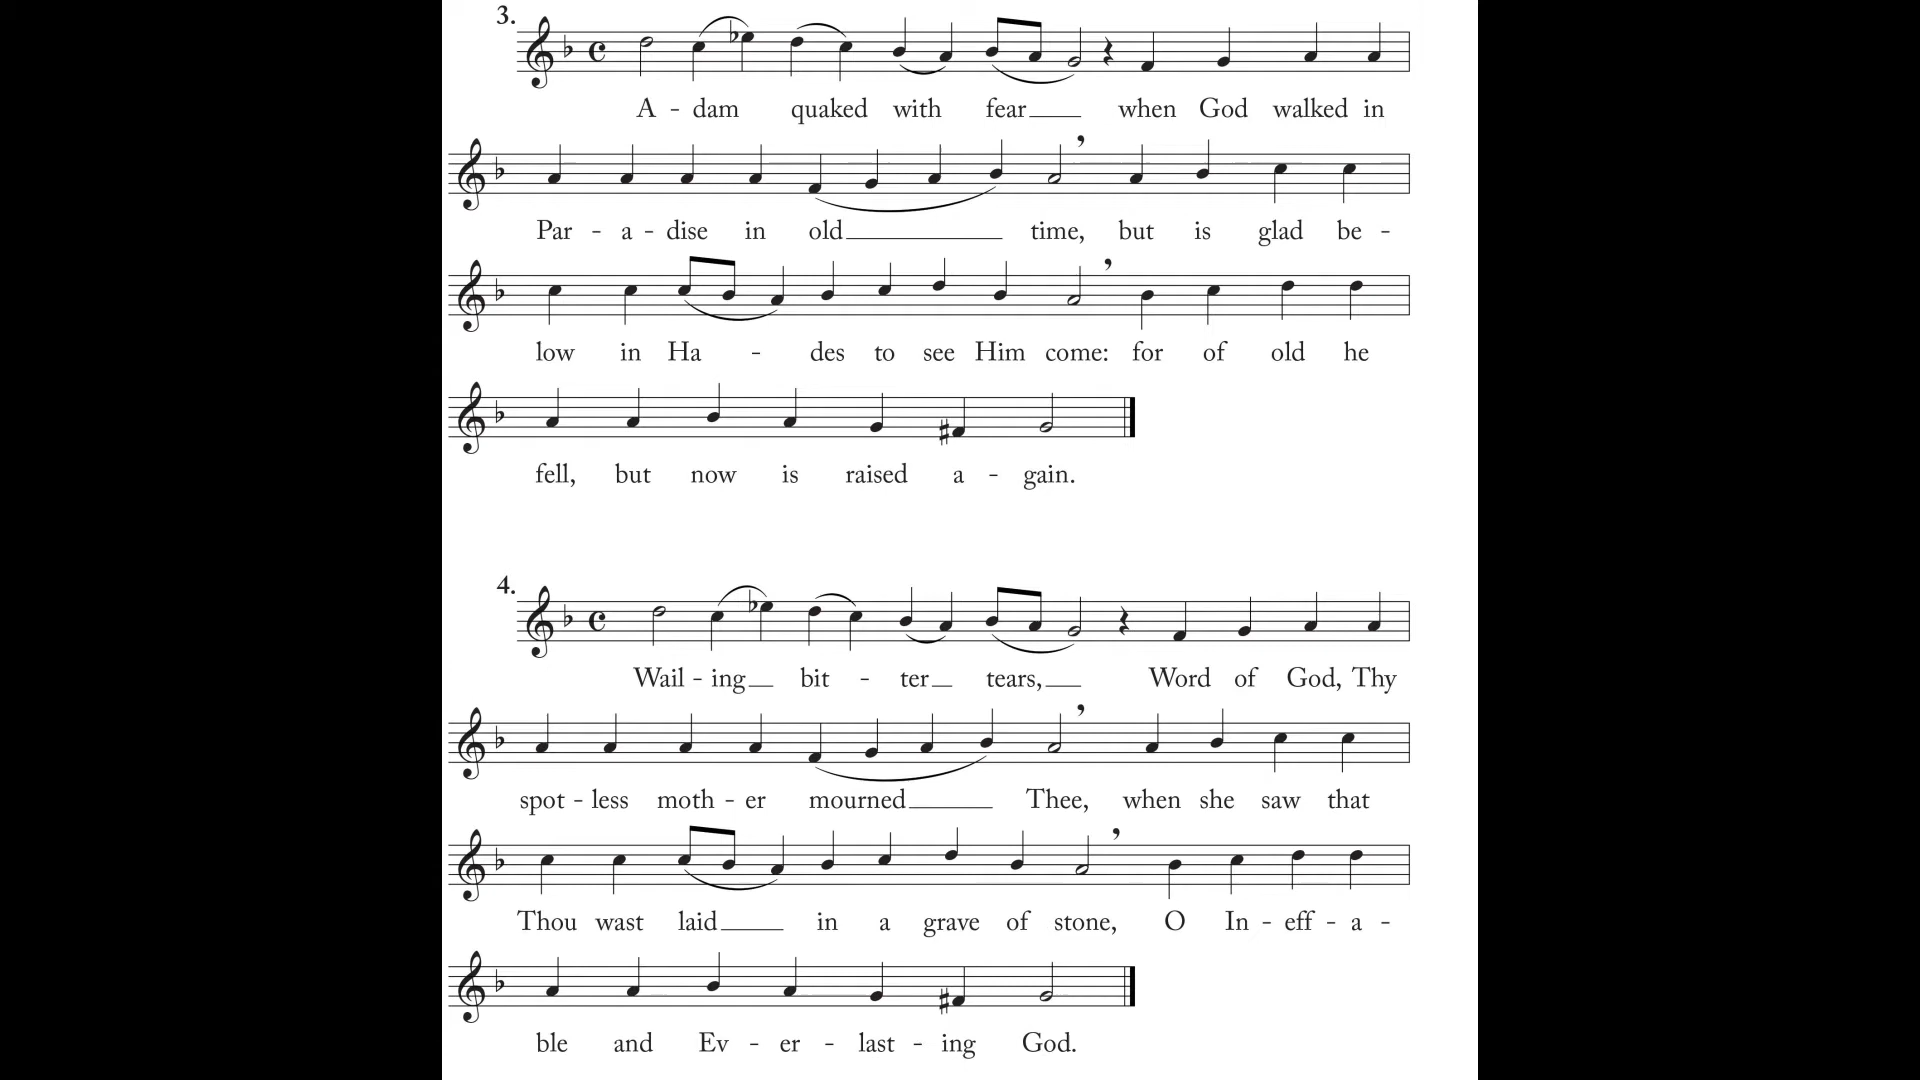 3.
A - dam quaked with fear when God walked in
Par - a - dise in old time, but is glad be -
low in Ha - des to see Him come: for of old he
fell, but now is raised a - gain.
4.
Wail - ing bit - ter tears, Word of God, Thy
spot - less moth - er mourned Thee, when she saw that
Thou wast laid in a grave of stone, O In - eff - a -
ble and Ev - er - last - ing God.